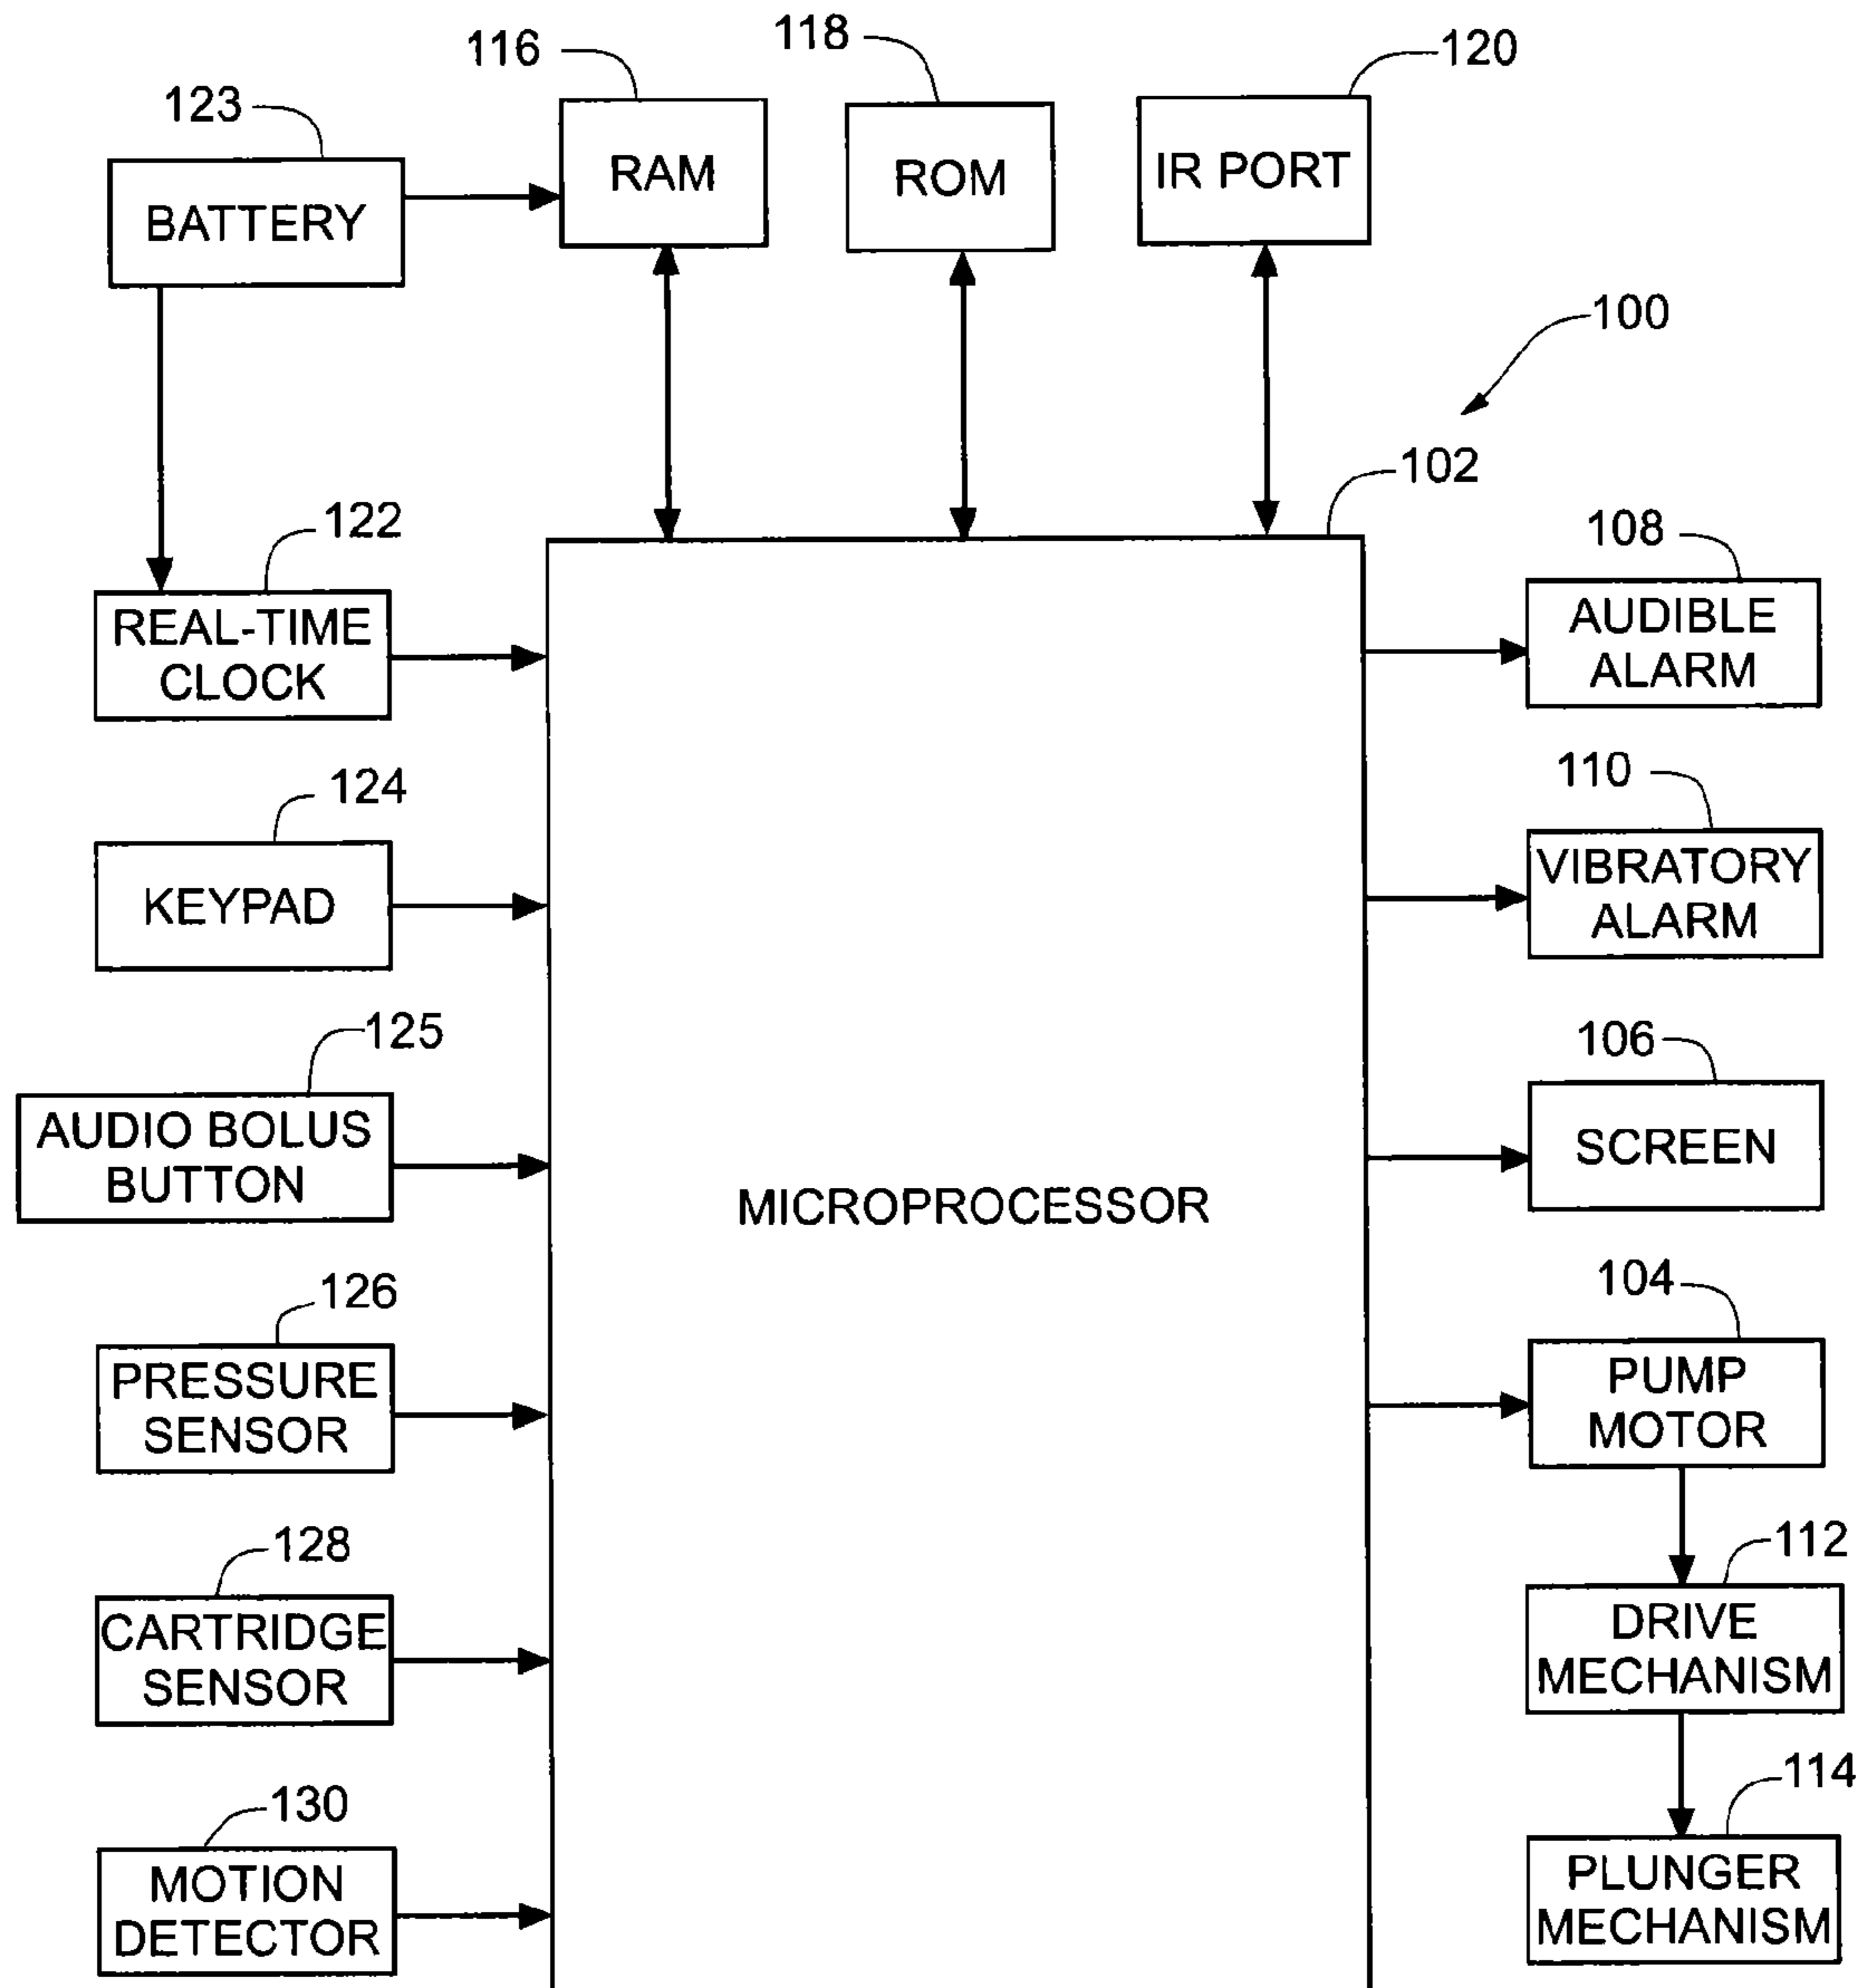 116
118
120
123
RAM
ROM
IR PORT
BATTERY
100
102
122
108
REAL-TIME
CLOCK
AUDIBLE
ALARM
124
110
KEYPAD
VIBRATORY
ALARM
125
106
AUDIO BOLUS
BUTTON
SCREEN
MICROPROCESSOR
126
104
PRESSURE
SENSOR
PUMP
MOTOR
128
112
CARTRIDGE
SENSOR
DRIVE
MECHANISM
130
114
MOTION
DETECTOR
PLUNGER
MECHANISM